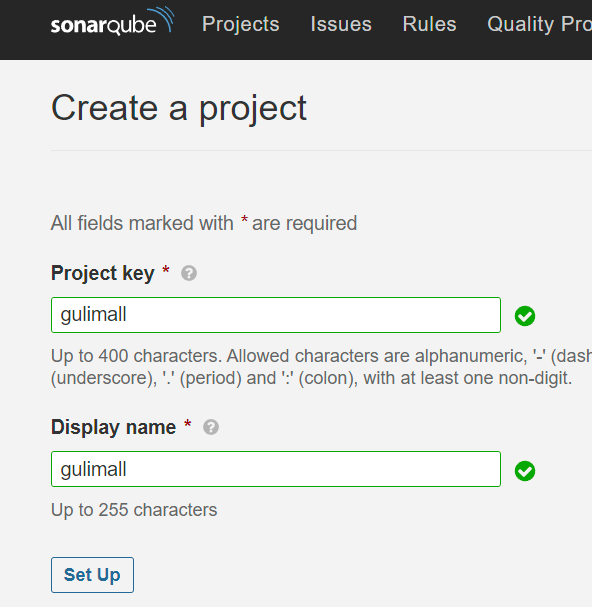 sonarqube Projects Issues Rules Quality Pro
Create a project
All fields marked with * are required
Project key * ?
gulimall
Up to 400 characters. Allowed characters are alphanumeric, '-' (dash
(underscore), '.' (period) and ':' (colon), with at least one non-digit.
Display name * ?
gulimall
Up to 255 characters
Set Up